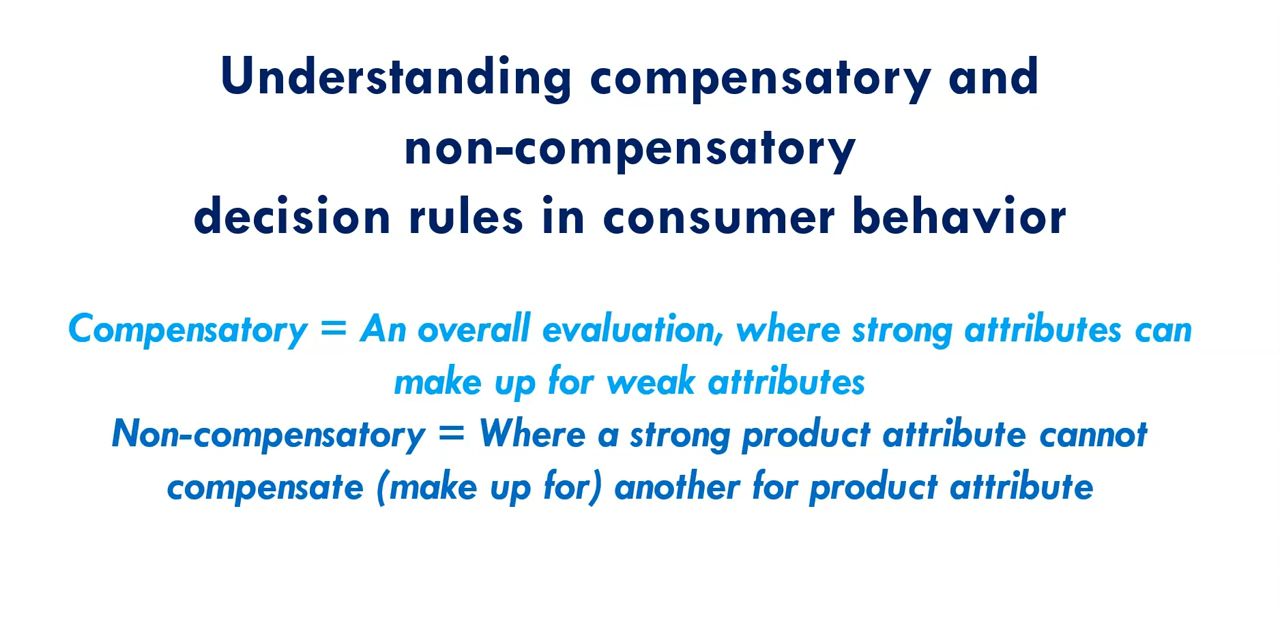 Understanding compensatory and
non-compensatory
decision rules in consumer behavior
Compensatory = An overall evaluation, where strong attributes can
make up for weak attributes
Non-compensatory = Where a strong product attribute cannot
compensate (make up for) another for product attribute